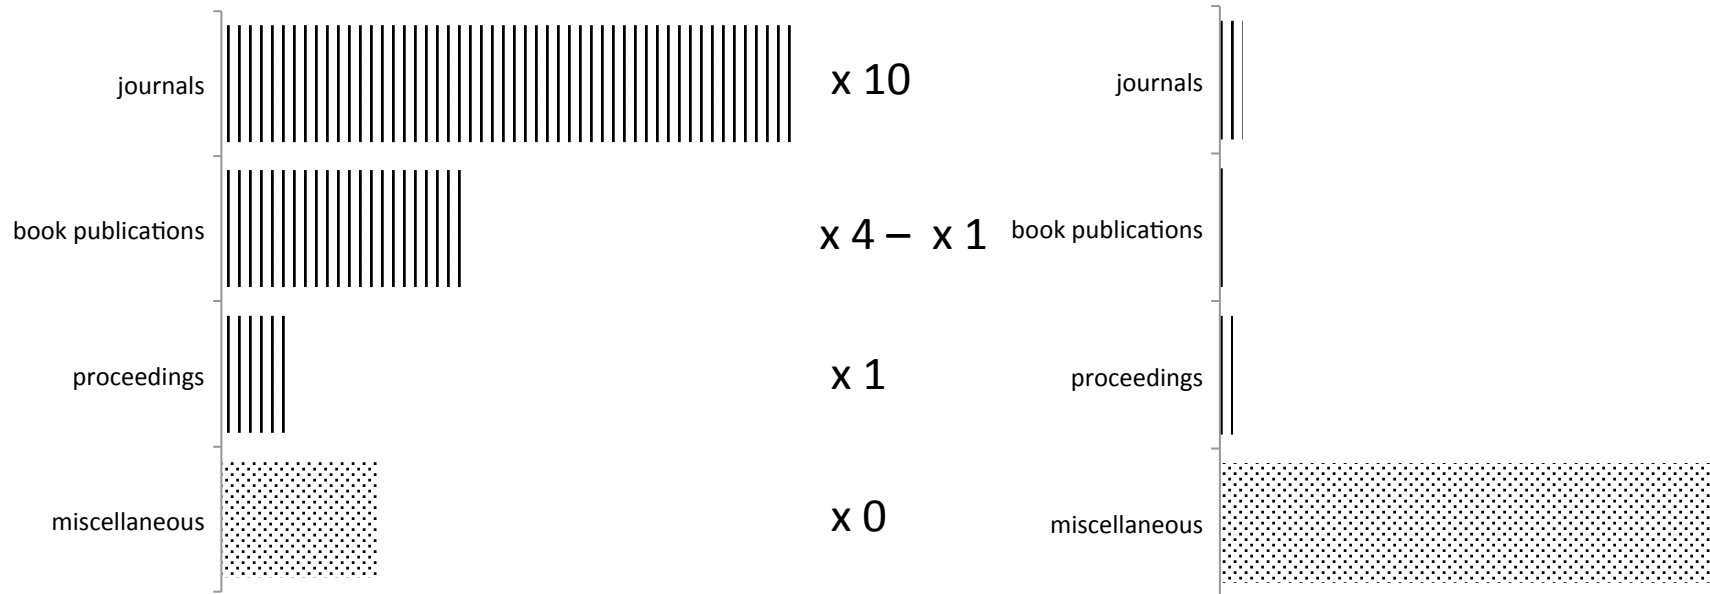 journals
x 10
journals
book publications
x 4 – x 1
book publications
proceedings
x 1
proceedings
miscellaneous
x 0
miscellaneous